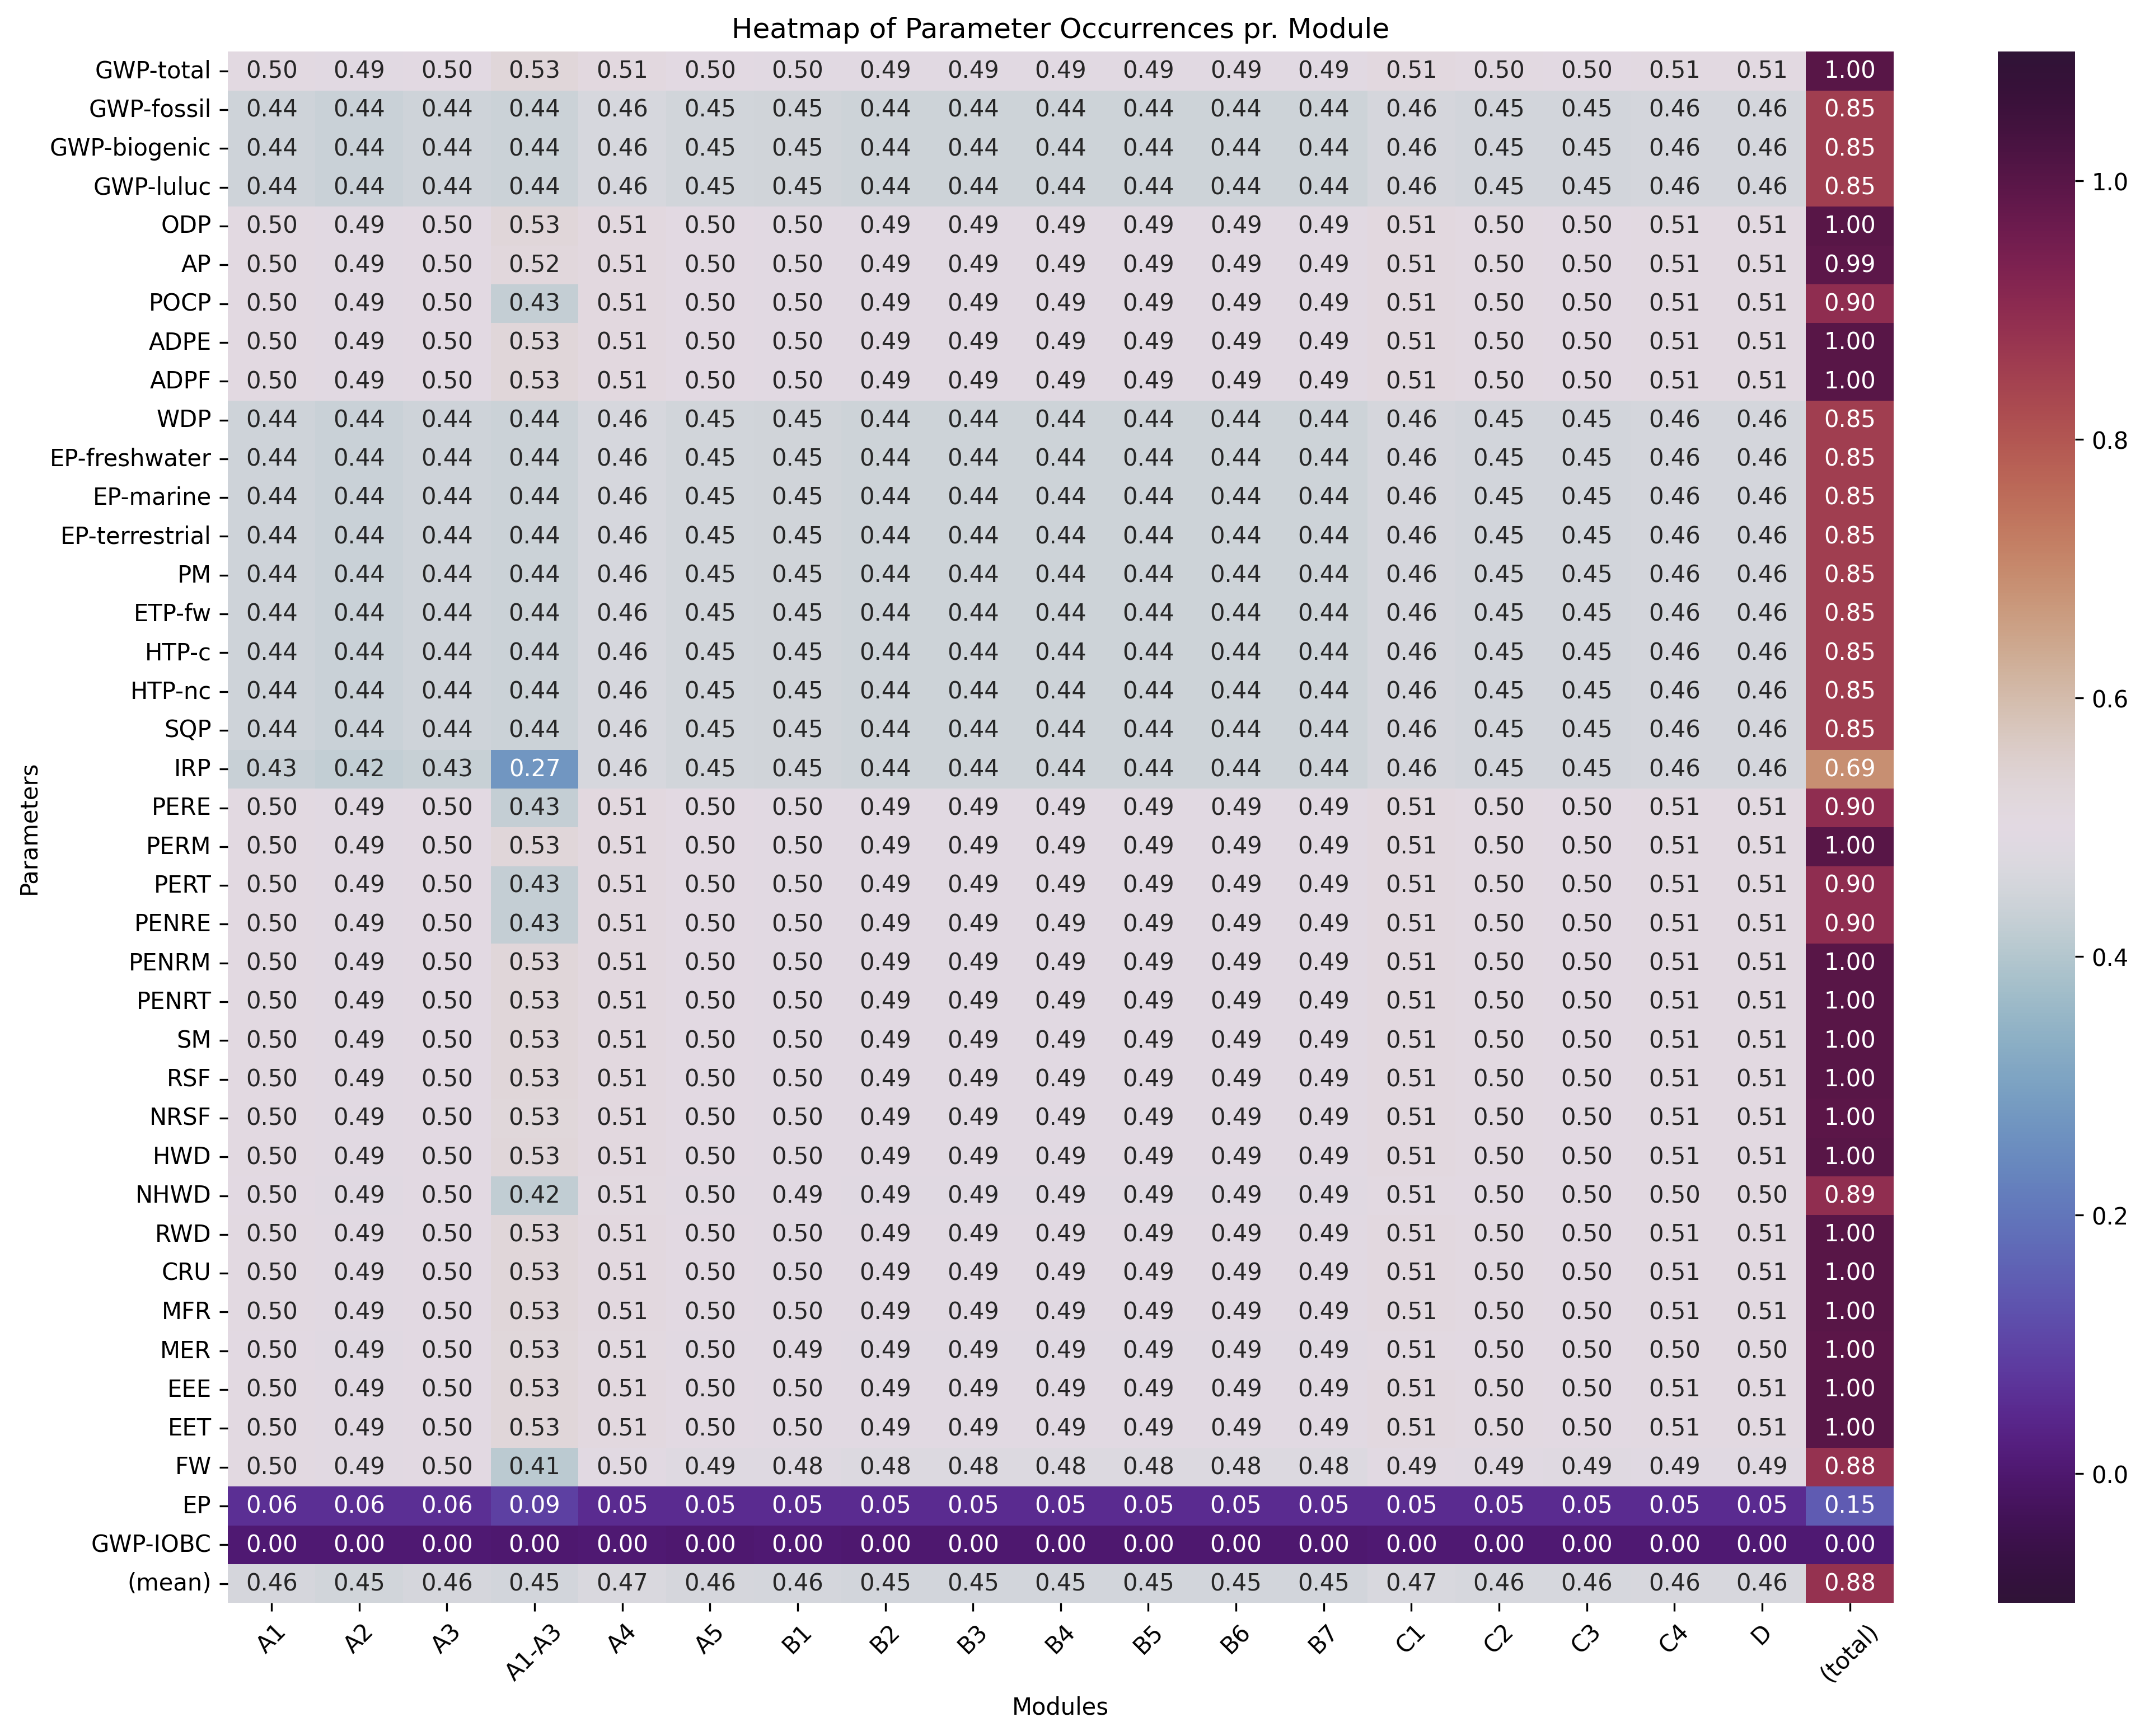 Heatmap of Parameter Occurrences pr. Module
GWP-total 0.50 0.49 0.50 0.53 0.51 0.50 0.50 0.49 0.49 0.49 0.49 0.49 0.49 0.51 0.50 0.50 0.51 0.51 1.00
GWP-fossil 0.44 0.44 0.44 0.44 0.46 0.45 0.45 0.44 0.44 0.44 0.44 0.44 0.44 0.46 0.45 0.45 0.46 0.46 0.85
GWP-biogenic 0.44 0.44 0.44 0.44 0.46 0.45 0.45 0.44 0.44 0.44 0.44 0.44 0.44 0.46 0.45 0.45 0.46 0.46 0.85
GWP-luluc 0.44 0.44 0.44 0.44 0.46 0.45 0.45 0.44 0.44 0.44 0.44 0.44 0.44 0.46 0.45 0.45 0.46 0.46 0.85
ODP 0.50 0.49 0.50 0.53 0.51 0.50 0.50 0.49 0.49 0.49 0.49 0.49 0.49 0.51 0.50 0.50 0.51 0.51 1.00
AP 0.50 0.49 0.50 0.52 0.51 0.50 0.50 0.49 0.49 0.49 0.49 0.49 0.49 0.51 0.50 0.50 0.51 0.51 0.99
POCP 0.50 0.49 0.50 0.43 0.51 0.50 0.50 0.49 0.49 0.49 0.49 0.49 0.49 0.51 0.50 0.50 0.51 0.51 0.90
ADPE 0.50 0.49 0.50 0.53 0.51 0.50 0.50 0.49 0.49 0.49 0.49 0.49 0.49 0.51 0.50 0.50 0.51 0.51 1.00
ADPF 0.50 0.49 0.50 0.53 0.51 0.50 0.50 0.49 0.49 0.49 0.49 0.49 0.49 0.51 0.50 0.50 0.51 0.51 1.00
WDP 0.44 0.44 0.44 0.44 0.46 0.45 0.45 0.44 0.44 0.44 0.44 0.44 0.44 0.46 0.45 0.45 0.46 0.46 0.85
EP-freshwater 0.44 0.44 0.44 0.44 0.46 0.45 0.45 0.44 0.44 0.44 0.44 0.44 0.44 0.46 0.45 0.45 0.46 0.46 0.85
EP-marine 0.44 0.44 0.44 0.44 0.46 0.45 0.45 0.44 0.44 0.44 0.44 0.44 0.44 0.46 0.45 0.45 0.46 0.46 0.85
EP-terrestrial 0.44 0.44 0.44 0.44 0.46 0.45 0.45 0.44 0.44 0.44 0.44 0.44 0.44 0.46 0.45 0.45 0.46 0.46 0.85
PM 0.44 0.44 0.44 0.44 0.46 0.45 0.45 0.44 0.44 0.44 0.44 0.44 0.44 0.46 0.45 0.45 0.46 0.46 0.85
ETP-fw 0.44 0.44 0.44 0.44 0.46 0.45 0.45 0.44 0.44 0.44 0.44 0.44 0.44 0.46 0.45 0.45 0.46 0.46 0.85
HTP-c 0.44 0.44 0.44 0.44 0.46 0.45 0.45 0.44 0.44 0.44 0.44 0.44 0.44 0.46 0.45 0.45 0.46 0.46 0.85
HTP-nc 0.44 0.44 0.44 0.44 0.46 0.45 0.45 0.44 0.44 0.44 0.44 0.44 0.44 0.46 0.45 0.45 0.46 0.46 0.85
SQP 0.44 0.44 0.44 0.44 0.46 0.45 0.45 0.44 0.44 0.44 0.44 0.44 0.44 0.46 0.45 0.45 0.46 0.46 0.85
IRP 0.43 0.42 0.43 0.27 0.46 0.45 0.45 0.44 0.44 0.44 0.44 0.44 0.44 0.46 0.45 0.45 0.46 0.46 0.69
PERE 0.50 0.49 0.50 0.43 0.51 0.50 0.50 0.49 0.49 0.49 0.49 0.49 0.49 0.51 0.50 0.50 0.51 0.51 0.90
PERM 0.50 0.49 0.50 0.53 0.51 0.50 0.50 0.49 0.49 0.49 0.49 0.49 0.49 0.51 0.50 0.50 0.51 0.51 1.00
PERT 0.50 0.49 0.50 0.43 0.51 0.50 0.50 0.49 0.49 0.49 0.49 0.49 0.49 0.51 0.50 0.50 0.51 0.51 0.90
PENRE 0.50 0.49 0.50 0.43 0.51 0.50 0.50 0.49 0.49 0.49 0.49 0.49 0.49 0.51 0.50 0.50 0.51 0.51 0.90
PENRM 0.50 0.49 0.50 0.53 0.51 0.50 0.50 0.49 0.49 0.49 0.49 0.49 0.49 0.51 0.50 0.50 0.51 0.51 1.00
PENRT 0.50 0.49 0.50 0.53 0.51 0.50 0.50 0.49 0.49 0.49 0.49 0.49 0.49 0.51 0.50 0.50 0.51 0.51 1.00
SM 0.50 0.49 0.50 0.53 0.51 0.50 0.50 0.49 0.49 0.49 0.49 0.49 0.49 0.51 0.50 0.50 0.51 0.51 1.00
RSF 0.50 0.49 0.50 0.53 0.51 0.50 0.50 0.49 0.49 0.49 0.49 0.49 0.49 0.51 0.50 0.50 0.51 0.51 1.00
NRSF 0.50 0.49 0.50 0.53 0.51 0.50 0.50 0.49 0.49 0.49 0.49 0.49 0.49 0.51 0.50 0.50 0.51 0.51 1.00
HWD 0.50 0.49 0.50 0.53 0.51 0.50 0.50 0.49 0.49 0.49 0.49 0.49 0.49 0.51 0.50 0.50 0.51 0.51 1.00
NHWD 0.50 0.49 0.50 0.42 0.51 0.50 0.49 0.49 0.49 0.49 0.49 0.49 0.49 0.51 0.50 0.50 0.50 0.50 0.89
RWD 0.50 0.49 0.50 0.53 0.51 0.50 0.50 0.49 0.49 0.49 0.49 0.49 0.49 0.51 0.50 0.50 0.51 0.51 1.00
CRU 0.50 0.49 0.50 0.53 0.51 0.50 0.50 0.49 0.49 0.49 0.49 0.49 0.49 0.51 0.50 0.50 0.51 0.51 1.00
MFR 0.50 0.49 0.50 0.53 0.51 0.50 0.50 0.49 0.49 0.49 0.49 0.49 0.49 0.51 0.50 0.50 0.51 0.51 1.00
MER 0.50 0.49 0.50 0.53 0.51 0.50 0.49 0.49 0.49 0.49 0.49 0.49 0.49 0.51 0.50 0.50 0.50 0.50 1.00
EEE 0.50 0.49 0.50 0.53 0.51 0.50 0.50 0.49 0.49 0.49 0.49 0.49 0.49 0.51 0.50 0.50 0.51 0.51 1.00
EET 0.50 0.49 0.50 0.53 0.51 0.50 0.50 0.49 0.49 0.49 0.49 0.49 0.49 0.51 0.50 0.50 0.51 0.51 1.00
FW 0.50 0.49 0.50 0.41 0.50 0.49 0.48 0.48 0.48 0.48 0.48 0.48 0.48 0.49 0.49 0.49 0.49 0.49 0.88
EP 0.06 0.06 0.06 0.09 0.05 0.05 0.05 0.05 0.05 0.05 0.05 0.05 0.05 0.05 0.05 0.05 0.05 0.05 0.15
GWP-IOBC 0.00 0.00 0.00 0.00 0.00 0.00 0.00 0.00 0.00 0.00 0.00 0.00 0.00 0.00 0.00 0.00 0.00 0.00 0.00
(mean) 0.46 0.45 0.46 0.45 0.47 0.46 0.46 0.45 0.45 0.45 0.45 0.45 0.45 0.47 0.46 0.46 0.46 0.46 0.88
A1 A2 A3 A1-A3 A4 A5 B1 B2 B3 B4 B5 B6 B7 C1 C2 C3 C4 D (total)
Modules
Parameters
1.0
0.8
0.6
0.4
0.2
0.0